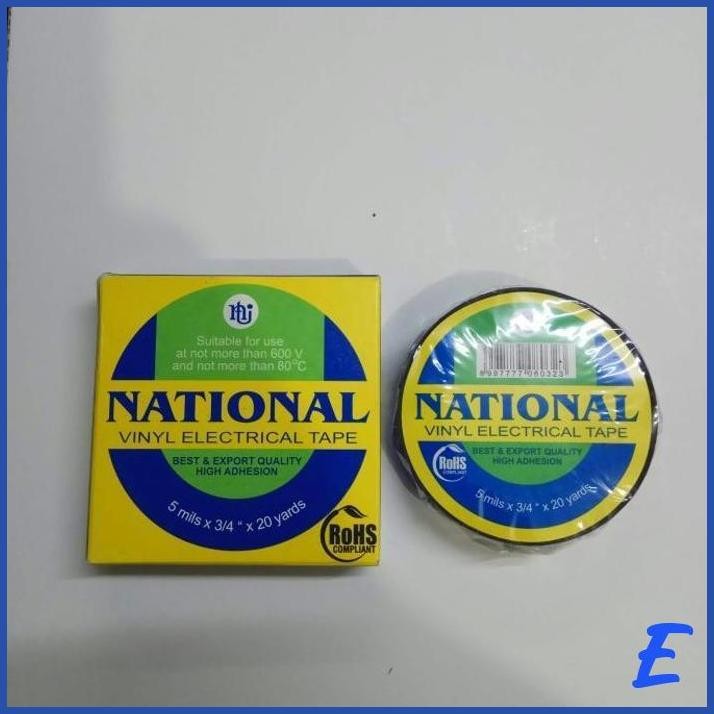 Suitable for use
at not more than 600 V
and not more than 80°C
NATIONAL
VINYL ELECTRICAL TAPE
BEST & EXPORT QUALITY
HIGH ADHESION
5 mils x 3/4 " x 20 yards
RoHS
COMPLIANT
8997777060323
NATIONAL
VINYL ELECTRICAL TAPE
RoHS
COMPLIANT
BEST & EXPORT QUALITY
HIGH ADHESION
5 mils x 3/4 " x 20 yards
E